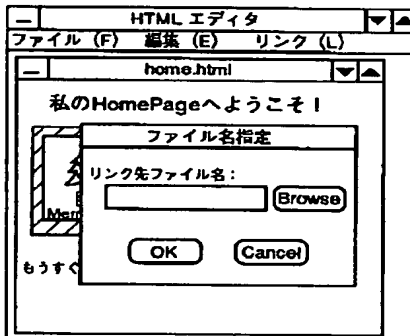 HTML エディタ
ファイル (F) 編集 (E) リンク (L)
home.html
私のHomePageへようこそ！
ファイル名指定
リンク先ファイル名：
Browse
OK Cancel
もうすぐ